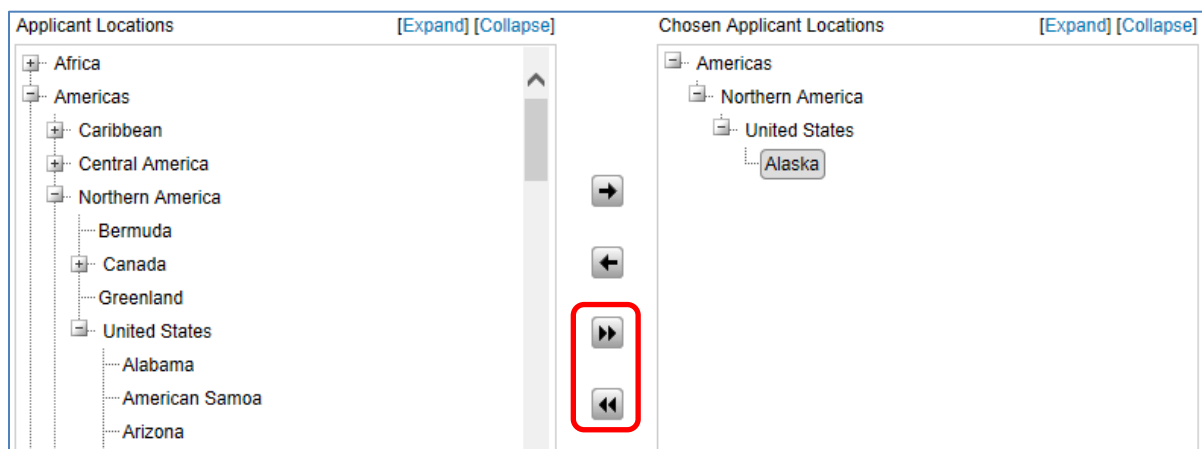 Applicant Locations [Expand] [Collapse]
Africa
Americas
Caribbean
Central America
Northern America
Bermuda
Canada
Greenland
United States
Alabama
American Samoa
Arizona
Chosen Applicant Locations [Expand] [Collapse]
Americas
Northern America
United States
Alaska